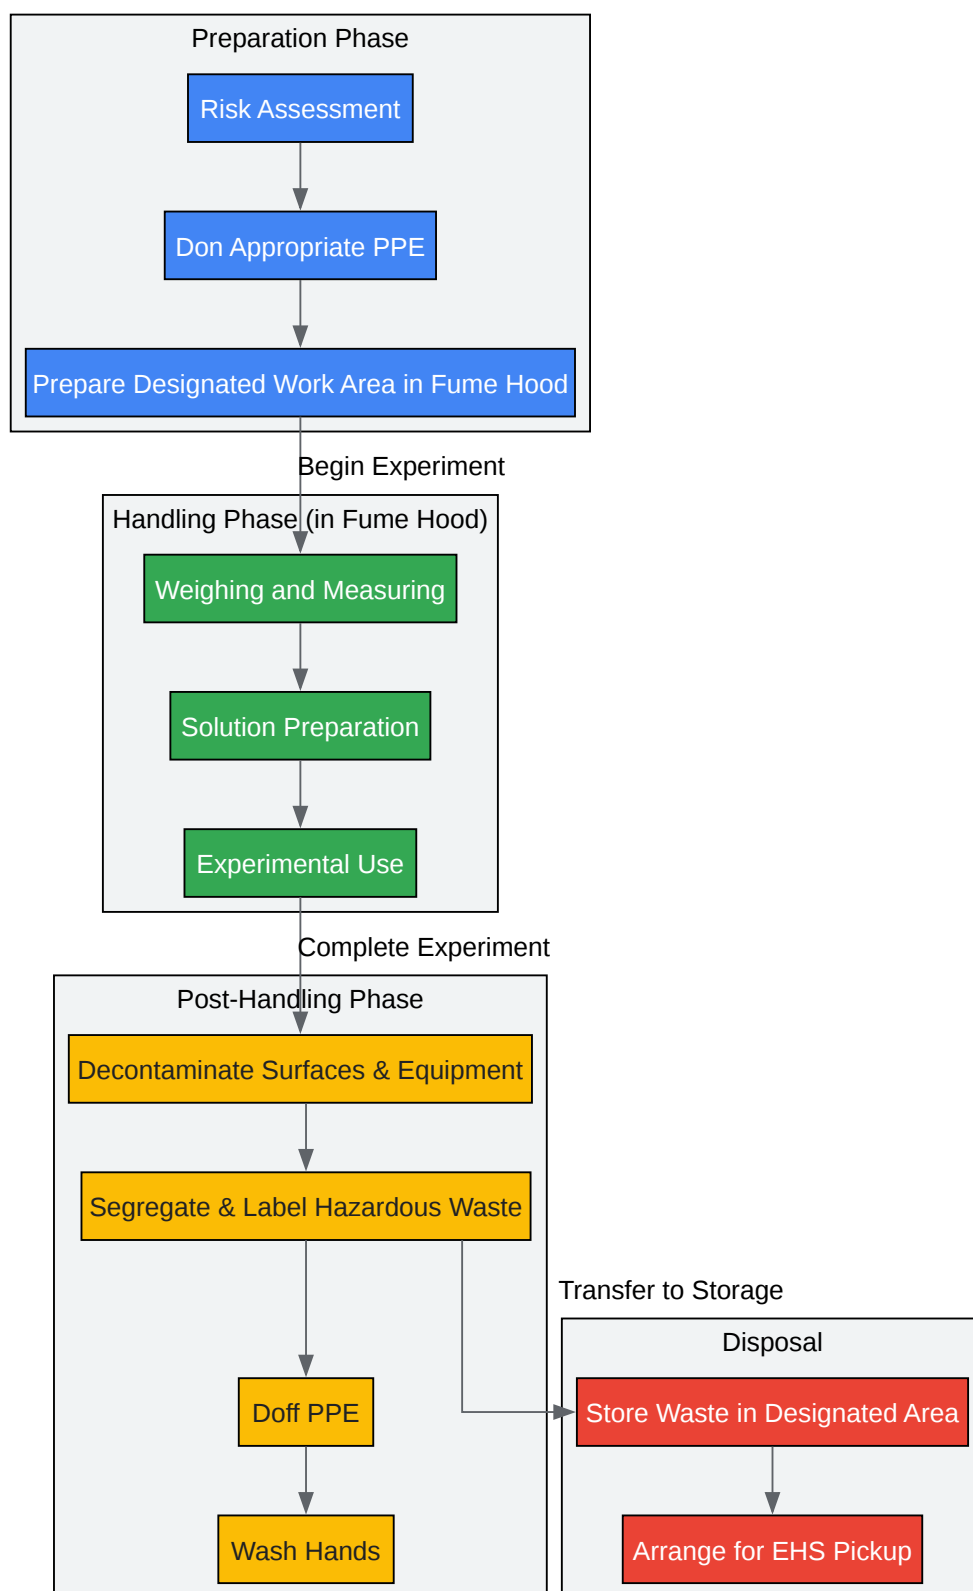 Preparation Phase
Risk Assessment
Don Appropriate PPE
Prepare Designated Work Area in Fume Hood
Begin Experiment
Handling Phase (in Fume Hood)
Weighing and Measuring
Solution Preparation
Experimental Use
Complete Experiment
Post-Handling Phase
Decontaminate Surfaces & Equipment
Segregate & Label Hazardous Waste
Transfer to Storage
Disposal
Doff PPE
Store Waste in Designated Area
Wash Hands
Arrange for EHS Pickup